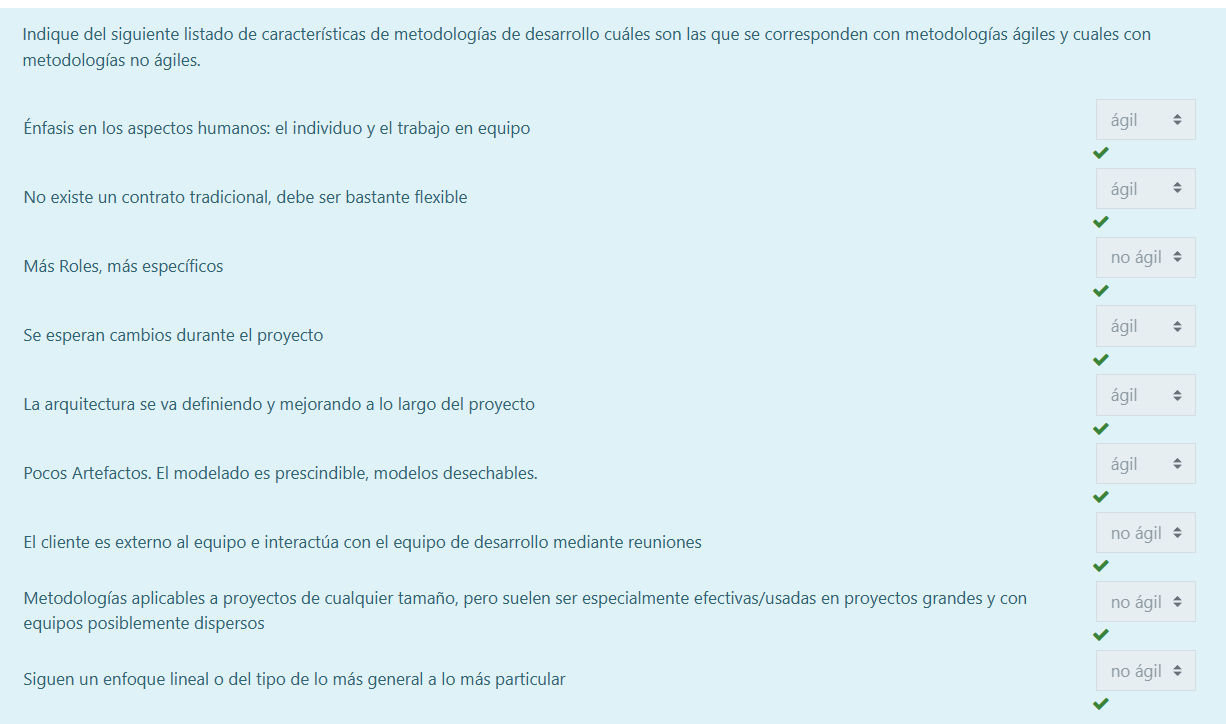 Indique del siguiente listado de características de metodologías de desarrollo cuáles son las que se corresponden con metodologías ágiles y cuales con
metodologías no ágiles.
Énfasis en los aspectos humanos: el individuo y el trabajo en equipo
ágil
No existe un contrato tradicional, debe ser bastante flexible
ágil
Más Roles, más específicos
no ágil
Se esperan cambios durante el proyecto
ágil
La arquitectura se va definiendo y mejorando a lo largo del proyecto
ágil
Pocos Artefactos. El modelado es prescindible, modelos desechables.
ágil
El cliente es externo al equipo e interactúa con el equipo de desarrollo mediante reuniones
no ágil
Metodologías aplicables a proyectos de cualquier tamaño, pero suelen ser especialmente efectivas/usadas en proyectos grandes y con
equipos posiblemente dispersos
no ágil
Siguen un enfoque lineal o del tipo de lo más general a lo más particular
no ágil